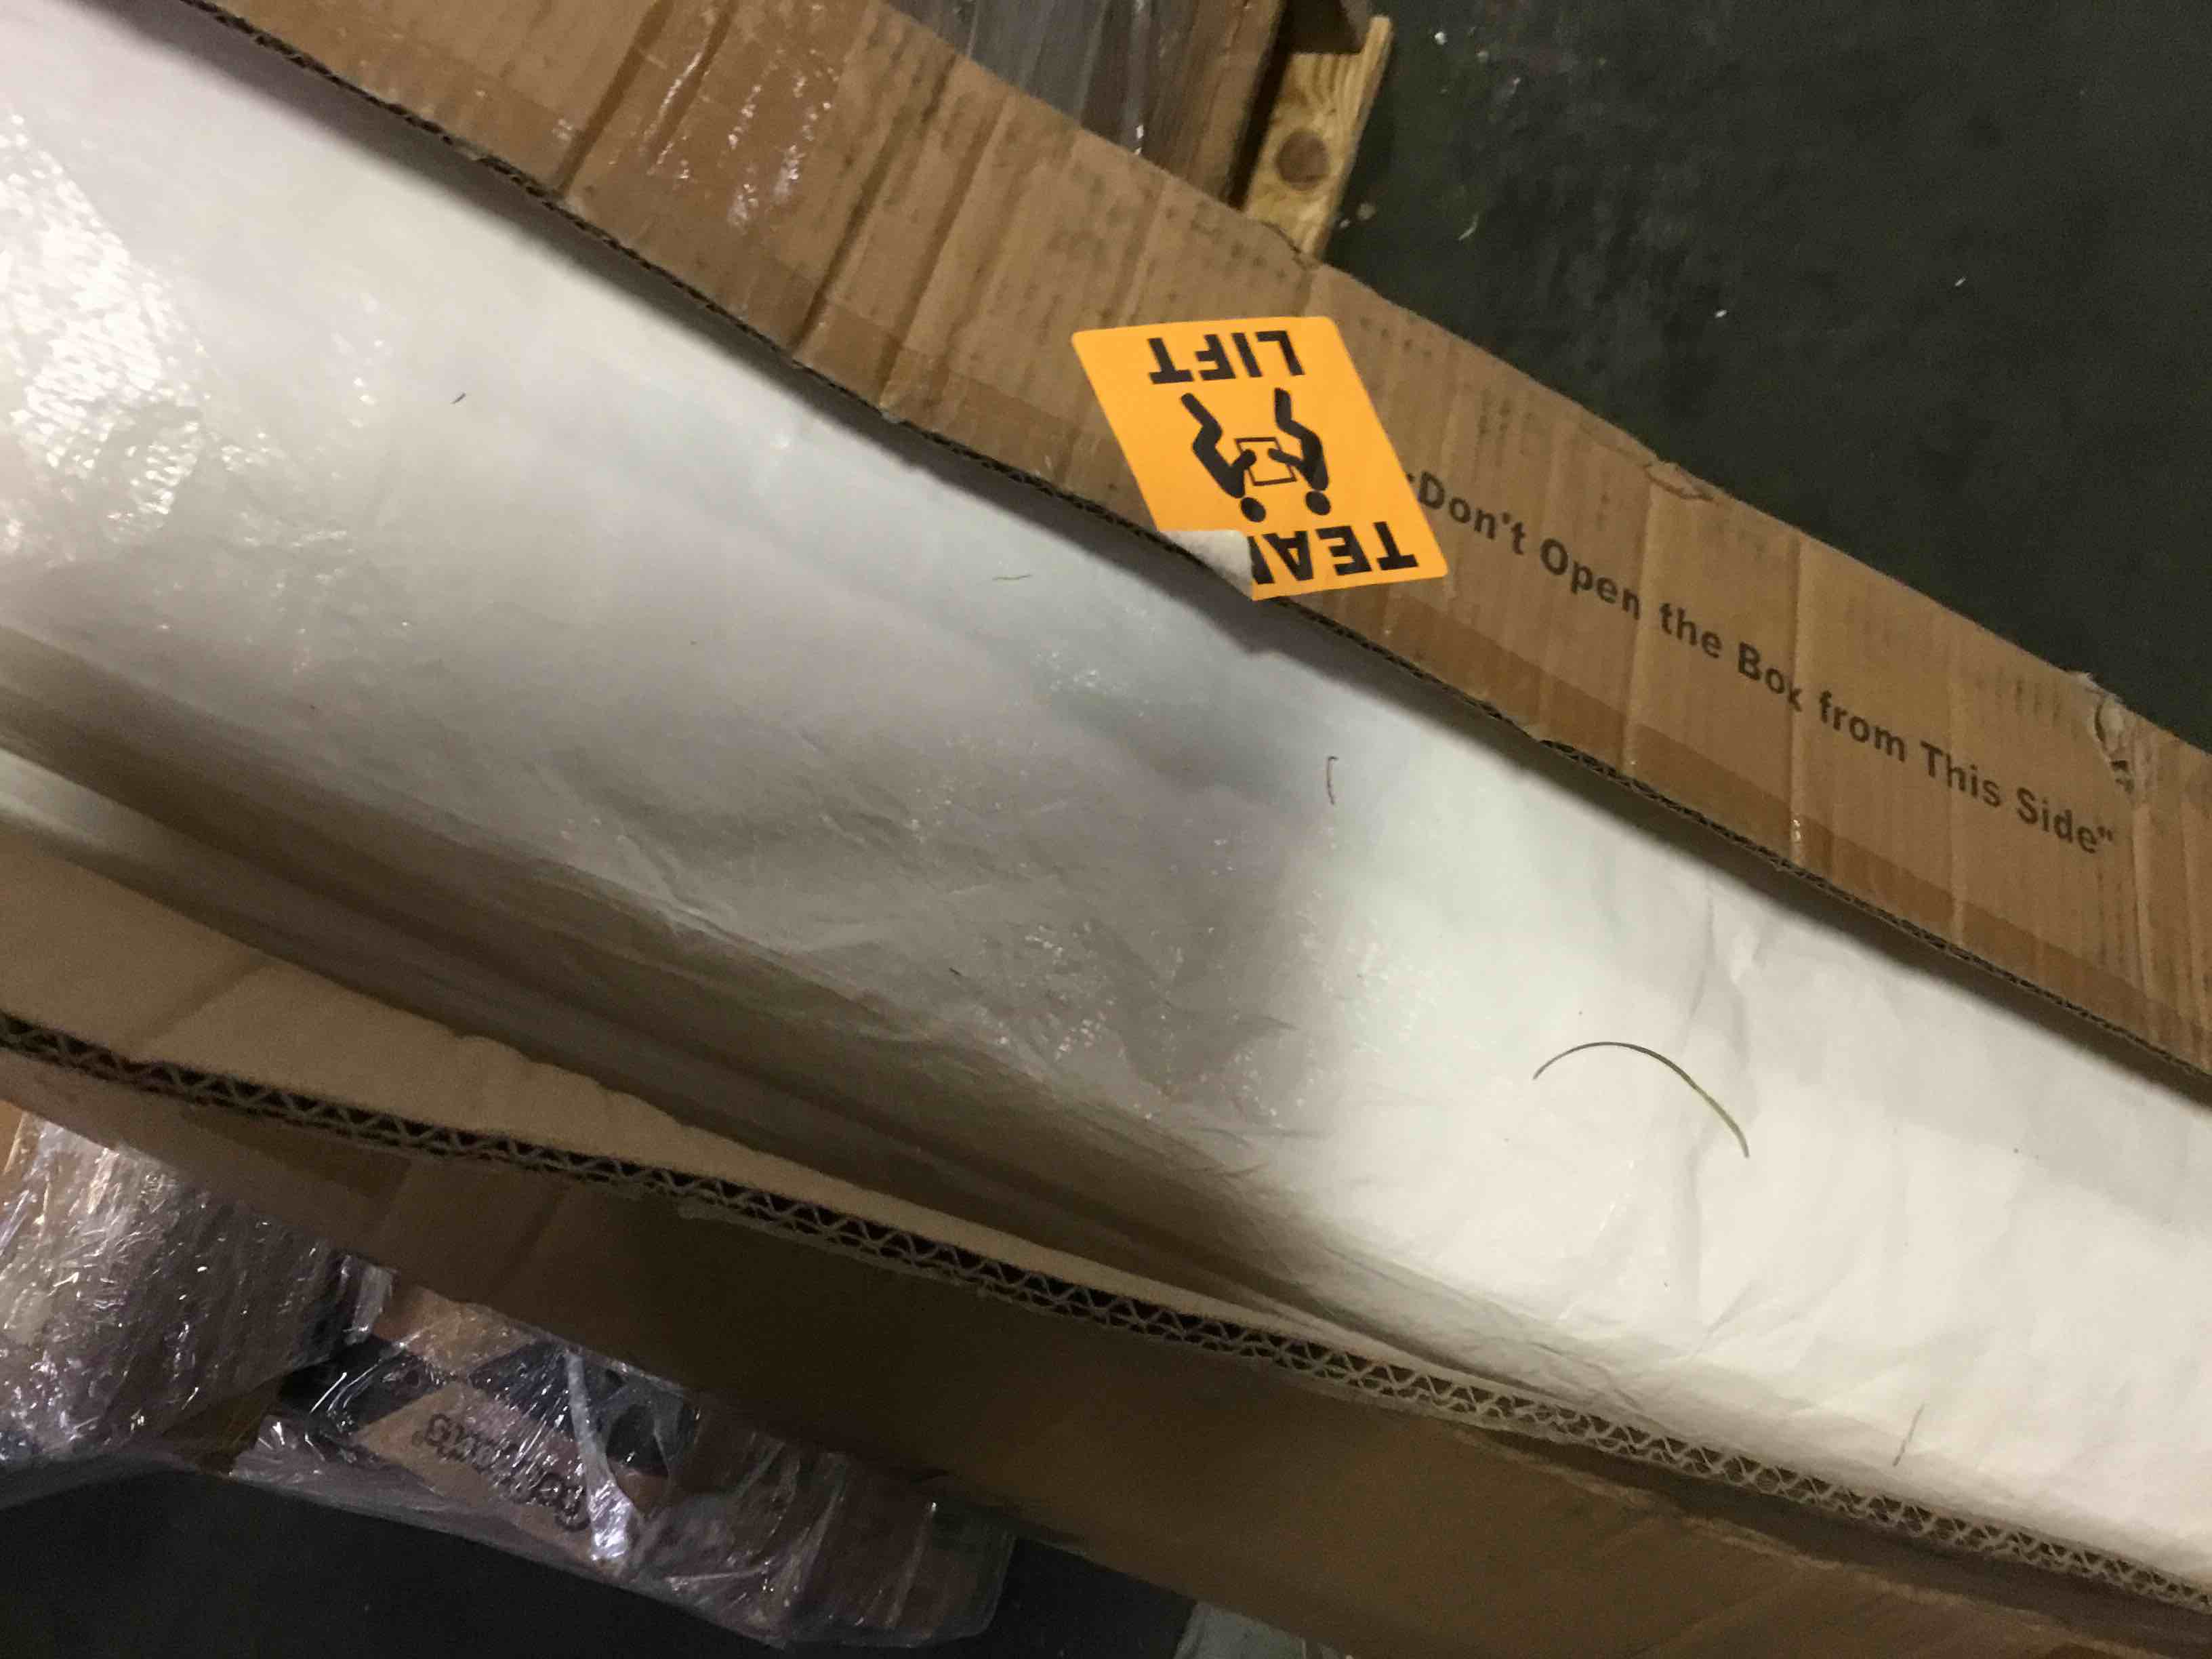 TEAM
LIFT
"Don't Open the Box from This Side"